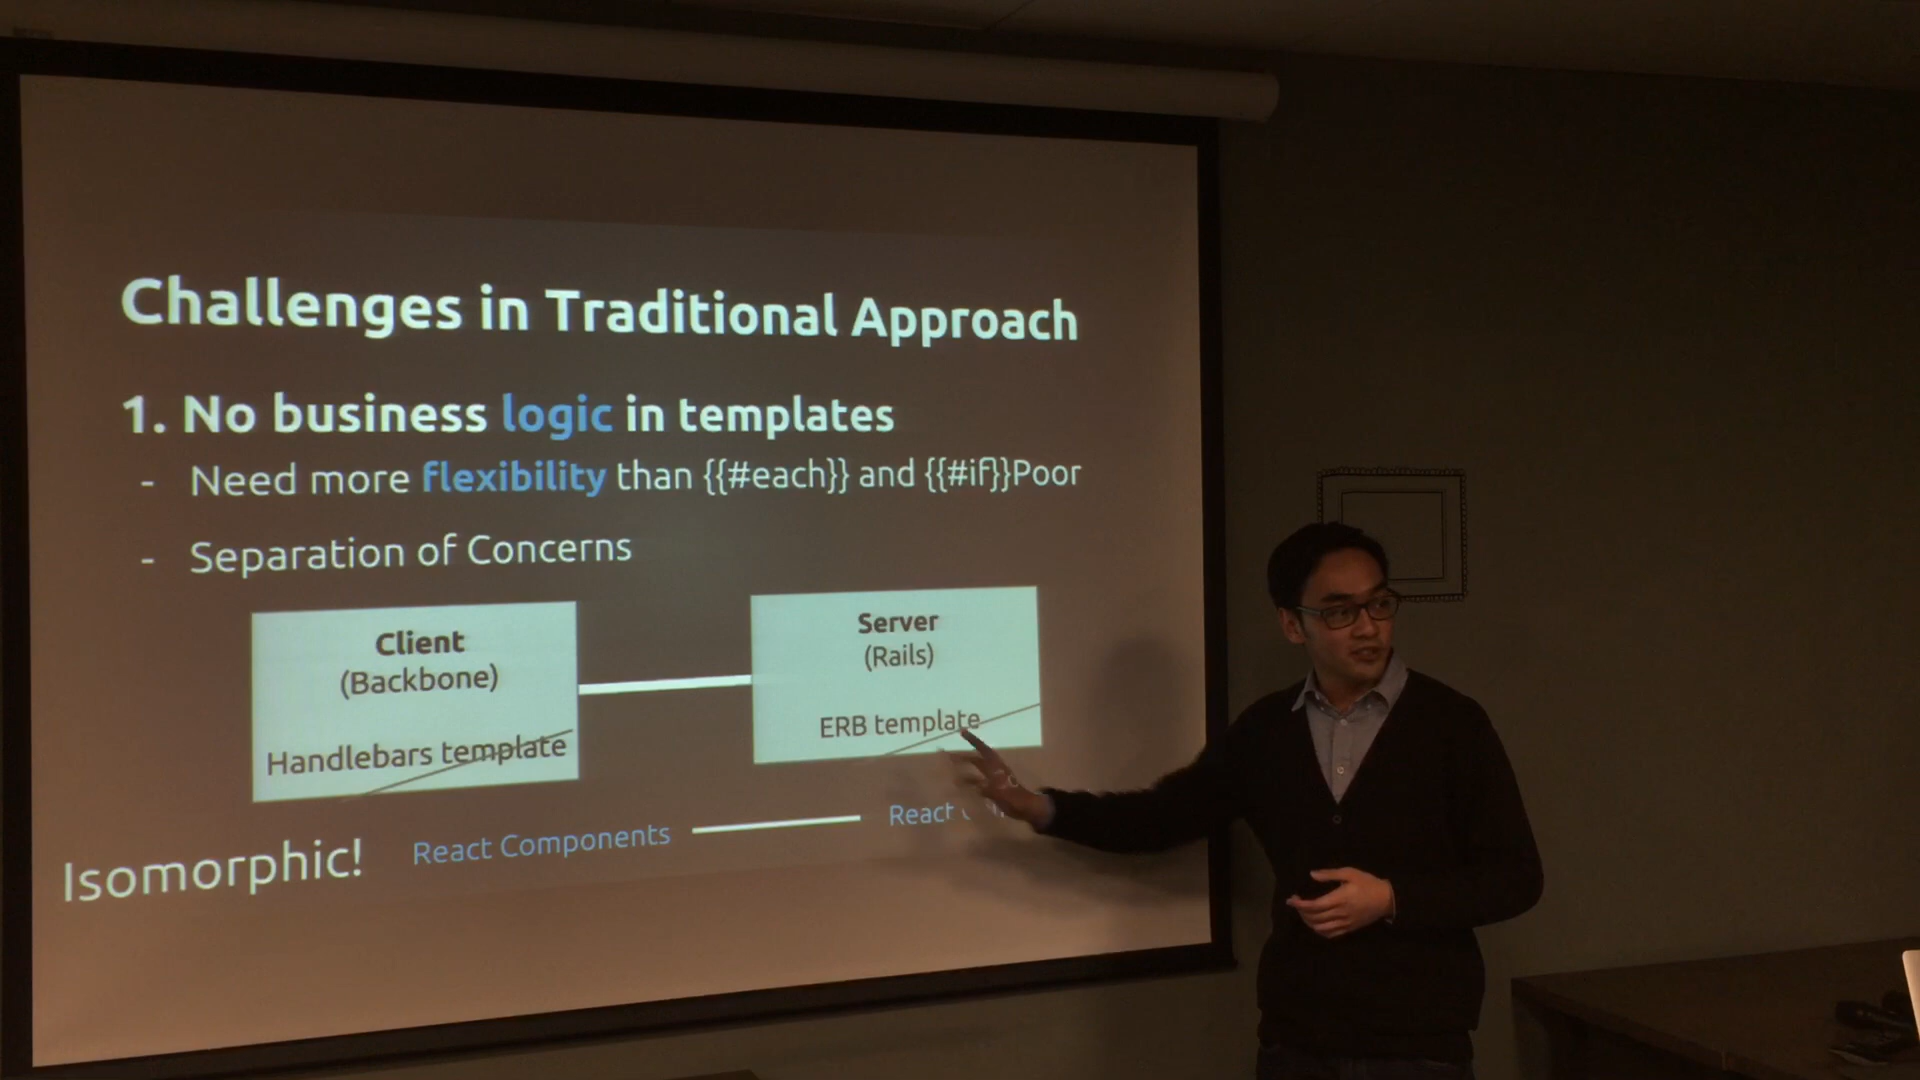 Challenges in Traditional Approach
1. No business logic in templates
- Need more flexibility than {{#each}} and {{#if}}Poor
- Separation of Concerns
Client
(Backbone)
Handlebars template
Server
(Rails)
ERB template
Isomorphic!
React Components
React